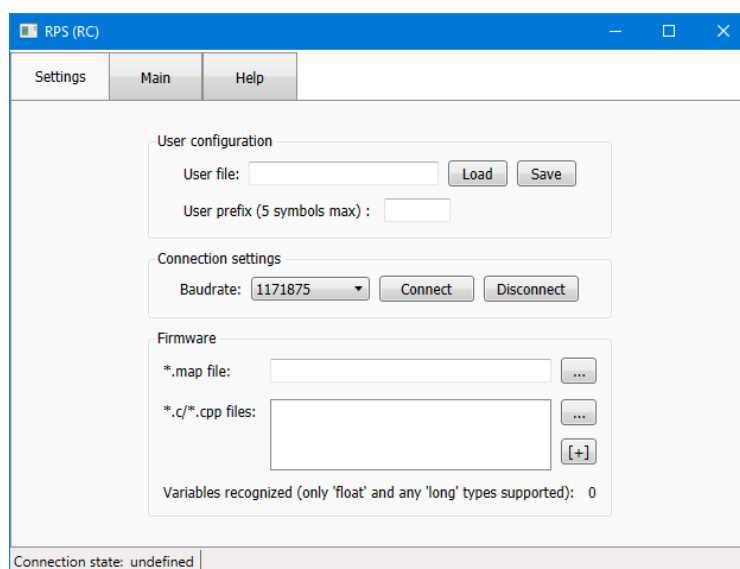 RPS (RC)
Settings Main Help
User configuration
User file: Load Save
User prefix (5 symbols max) :
Connection settings
Baudrate: 1171875 Connect Disconnect
Firmware
*.map file: ...
*.c/*.cpp files: ...
[+]
Variables recognized (only 'float' and any 'long' types supported): 0
Connection state: undefined